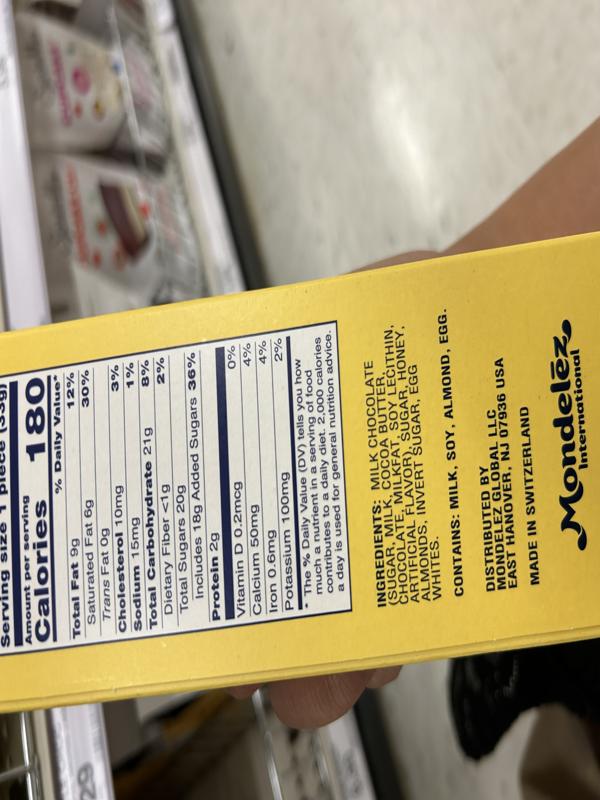 Serving size 1 piece (33g)
Amount per serving
Calories 180
% Daily Value*
Total Fat 9g 12%
Saturated Fat 6g 30%
Trans Fat 0g
Cholesterol 10mg 3%
Sodium 15mg 1%
Total Carbohydrate 21g 8%
Dietary Fiber <1g 2%
Total Sugars 20g
Includes 18g Added Sugars 36%
Protein 2g
Vitamin D 0.2mcg 0%
Calcium 50mg 4%
Iron 0.6mg 4%
Potassium 100mg 2%
* The % Daily Value (DV) tells you how
much a nutrient in a serving of food
contributes to a daily diet. 2,000 calories
a day is used for general nutrition advice.
INGREDIENTS: MILK CHOCOLATE
(SUGAR, MILK, COCOA BUTTER,
CHOCOLATE, MILKFAT, SOY LECITHIN,
ARTIFICIAL FLAVOR), SUGAR, HONEY,
ALMONDS, INVERT SUGAR, EGG
WHITES.
CONTAINS: MILK, SOY, ALMOND, EGG.
DISTRIBUTED BY
MONDELEZ GLOBAL LLC
EAST HANOVER, NJ 07936 USA
MADE IN SWITZERLAND
Mondelēz
International
29